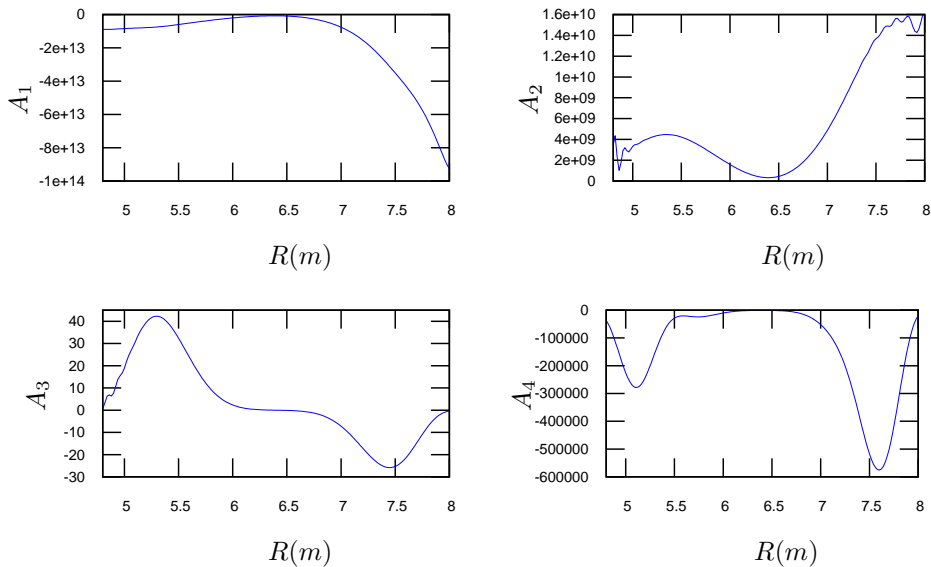 0
-2e+13
-4e+13
-6e+13
-8e+13
-1e+14
A1
5 5.5 6 6.5 7 7.5 8
R(m)
1.6e+10
1.4e+10
1.2e+10
1e+10
8e+09
6e+09
4e+09
2e+09
0
A2
5 5.5 6 6.5 7 7.5 8
R(m)
40
30
20
10
0
-10
-20
-30
A3
5 5.5 6 6.5 7 7.5 8
R(m)
0
-100000
-200000
-300000
-400000
-500000
-600000
A4
5 5.5 6 6.5 7 7.5 8
R(m)